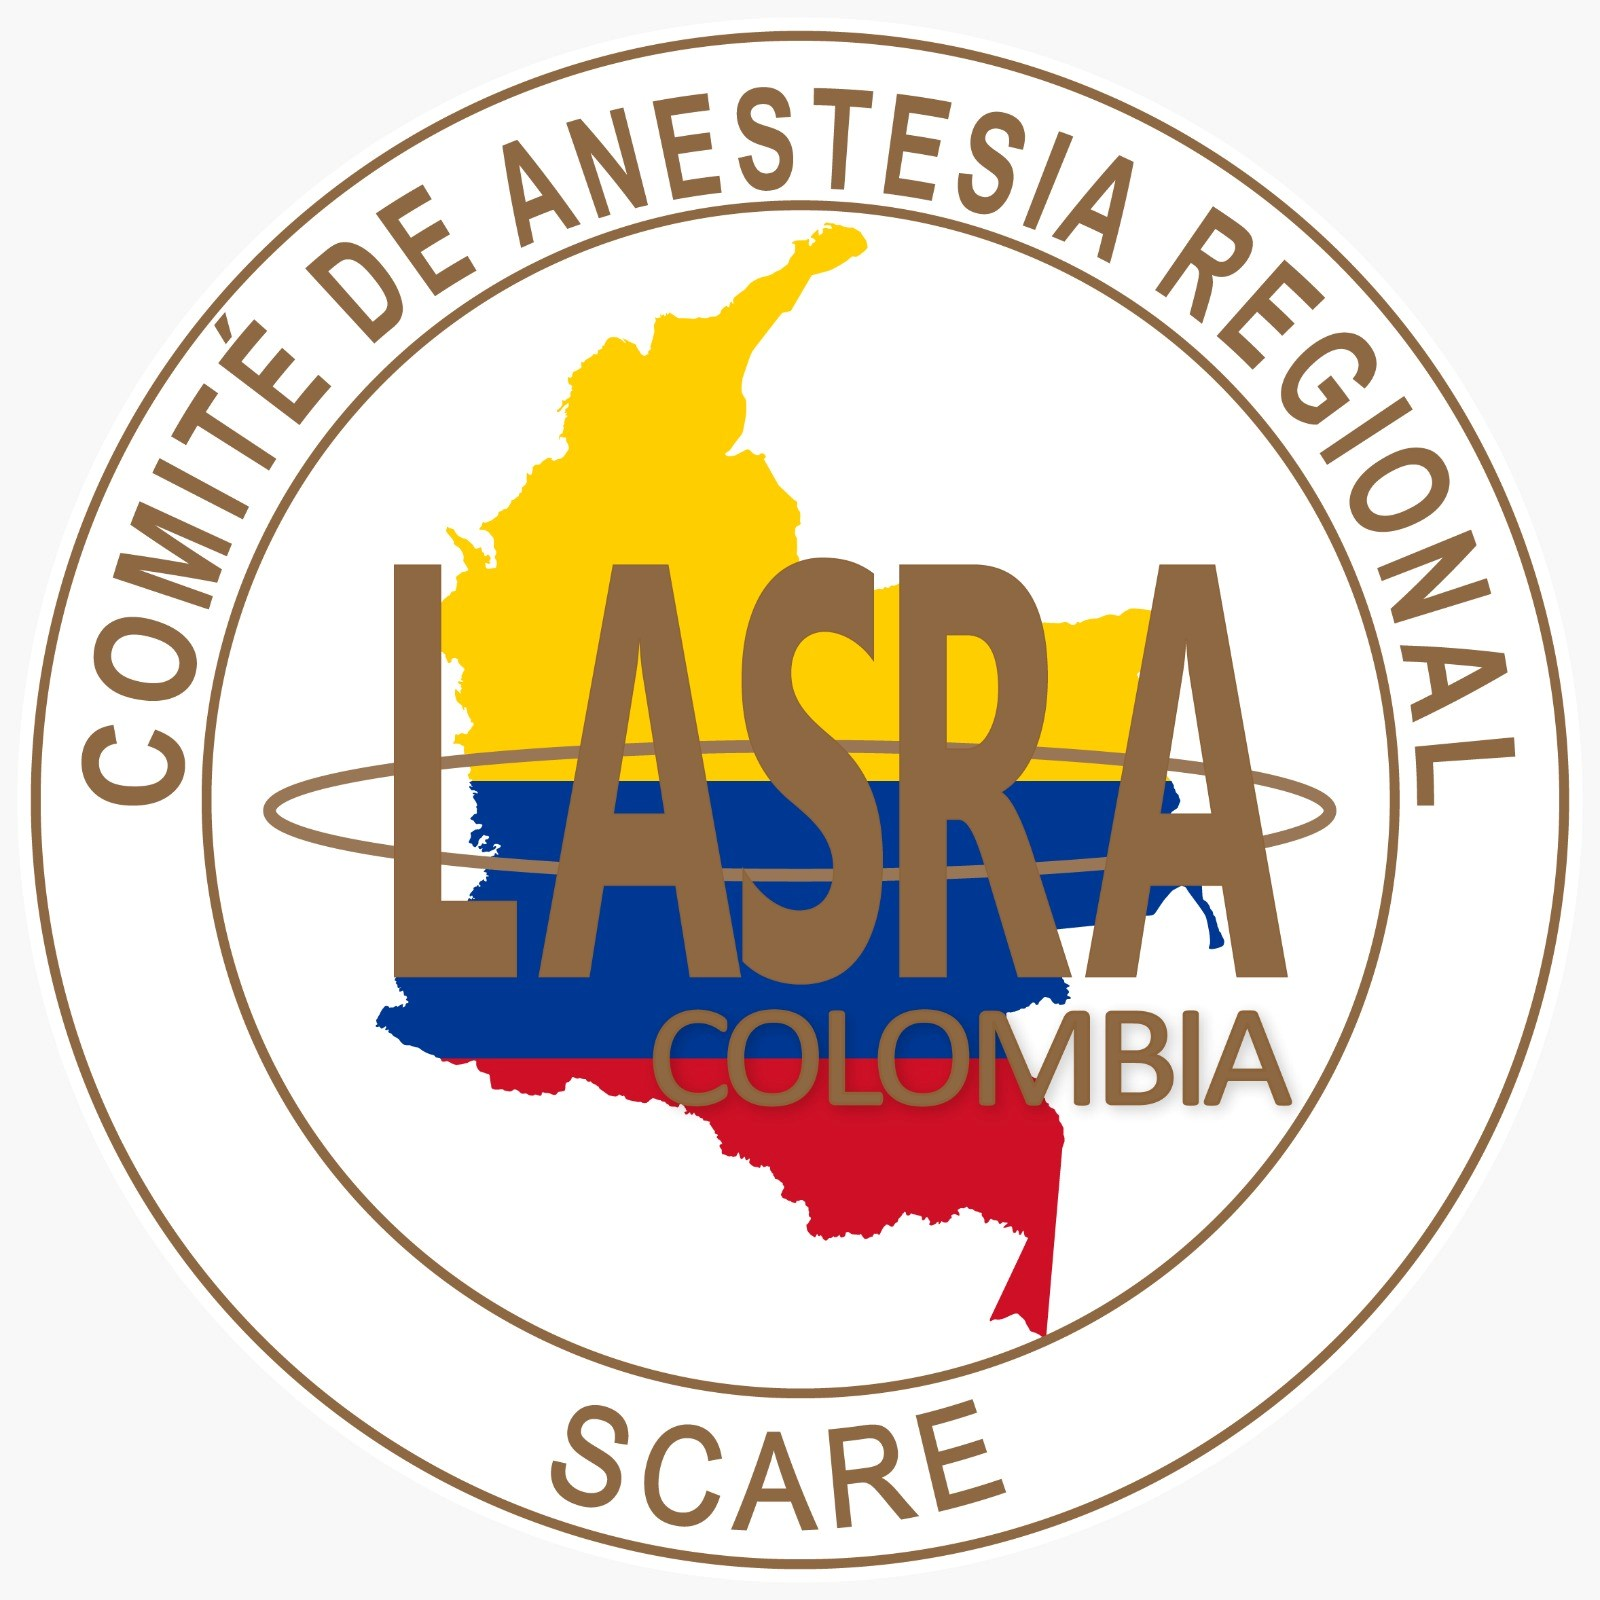 COMITÉ DE ANESTESIA REGIONAL
LASRA
COLOMBIA
SCARE